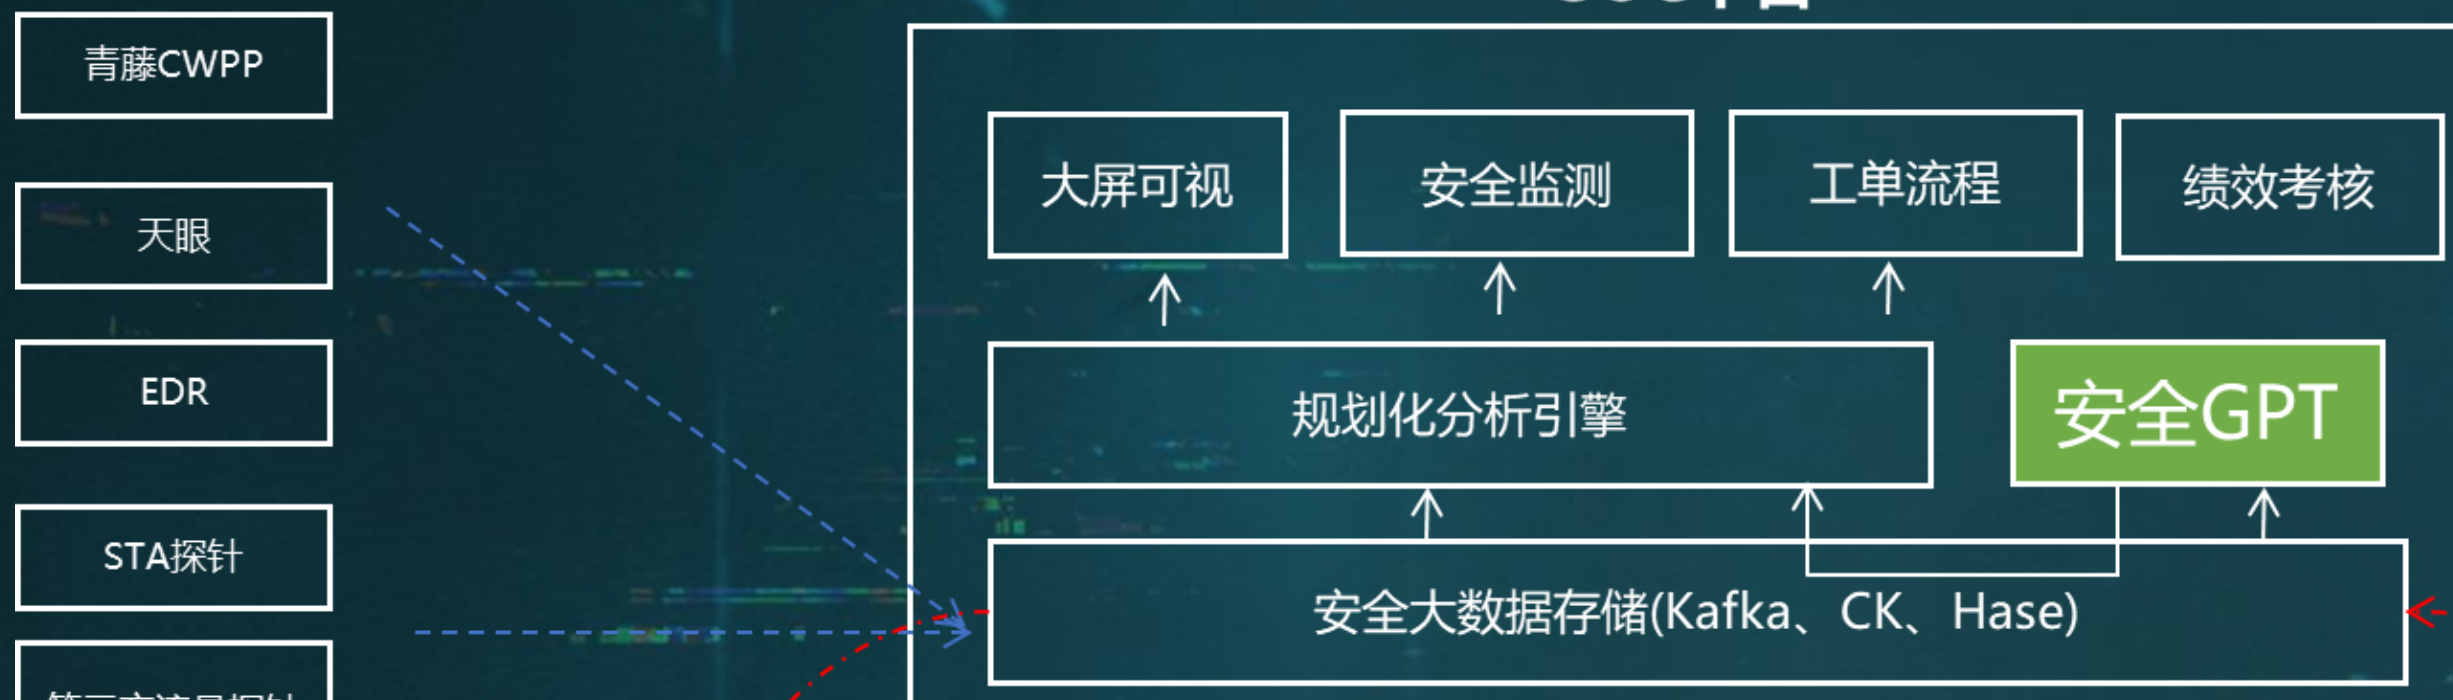 青藤CWPP
天眼
EDR
STA探针
大屏可视
安全监测
工单流程
绩效考核
规划化分析引擎
安全GPT
安全大数据存储(Kafka、CK、Hase)